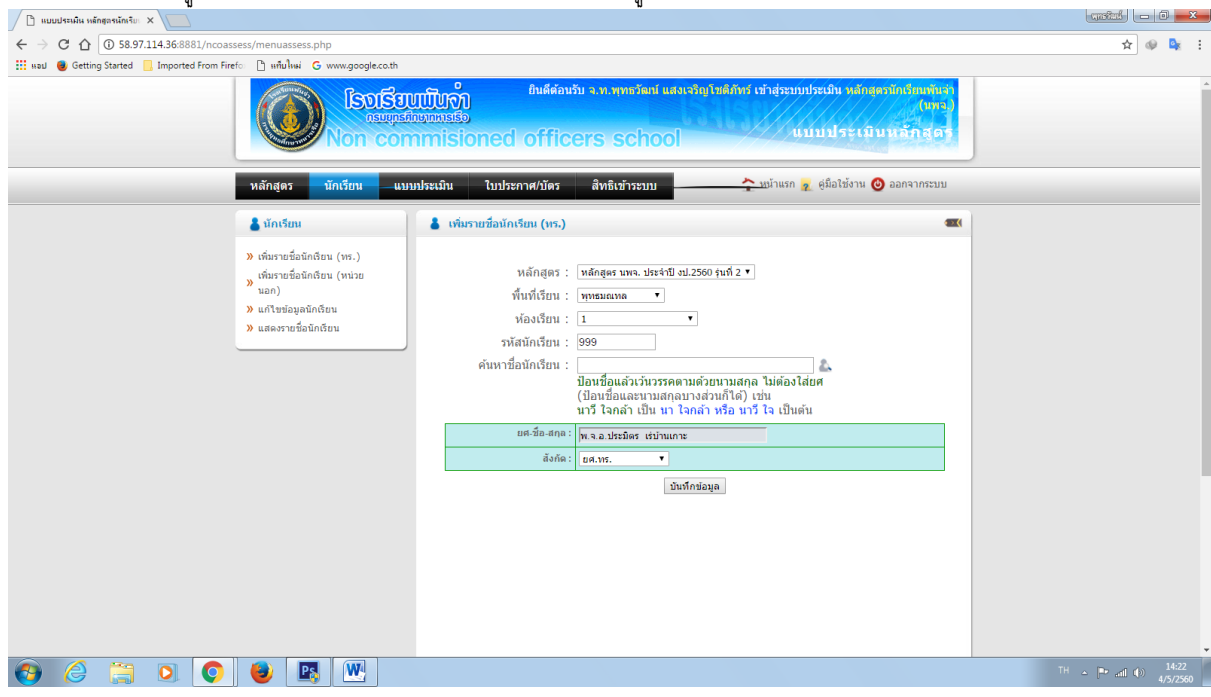 แบบประเมิน หลักสูตรนักเรีย
พุทธวัฒน์
58.97.114.36:8881/ncoassess/menuassess.php
แอป Getting Started Imported From Firefo เก็บใหม่ www.google.co.th
โรงเรียนพันจ่า
กรมยุทธศึกษาทหารเรือ
Non commisioned officers school
ยินดีต้อนรับ จ.ท.พุทธวัฒน์ แสงเจริญโชติภัทร์ เข้าสู่ระบบประเมิน หลักสูตรนักเรียนพันจ่า
(นพจ.)
แบบประเมินหลักสูตร
หลักสูตร นักเรียน แบบประเมิน ใบประกาศ/บัตร สิทธิเข้าระบบ หน้าแรก คู่มือใช้งาน ออกจากระบบ
นักเรียน
» เพิ่มรายชื่อนักเรียน (ทร.)
» เพิ่มรายชื่อนักเรียน (หน่วย
นอก)
» แก้ไขข้อมูลนักเรียน
» แสดงรายชื่อนักเรียน
เพิ่มรายชื่อนักเรียน (ทร.)
หลักสูตร : หลักสูตร นพจ. ประจำปี งป.2560 รุ่นที่ 2
พื้นที่เรียน : พุทธมณฑล
ห้องเรียน : 1
รหัสนักเรียน : 999
ค้นหาชื่อนักเรียน :
ป้อนชื่อแล้วเว้นวรรคตามด้วยนามสกุล ไม่ต้องใส่ยศ
(ป้อนชื่อและนามสกุลบางส่วนก็ได้) เช่น
นาวี ใจกล้า เป็น นา ใจกล้า หรือ นาวี ใจ เป็นต้น
ยศ-ชื่อ-สกุล : พ.จ.อ.ประมิตร เร่บ้านเกาะ
สังกัด : ยศ.ทร.
บันทึกข้อมูล
TH
14:22
4/5/2560